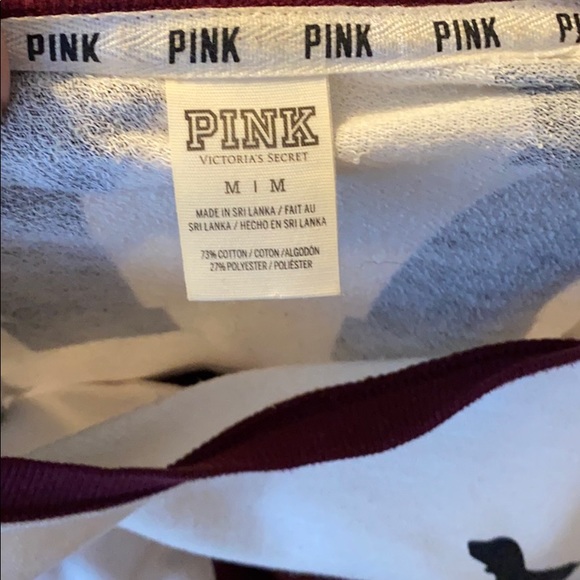 PINK PINK PINK PINK
PINK
VICTORIA'S SECRET
M | M
MADE IN SRI LANKA / FAIT AU
SRI LANKA / HECHO EN SRI LANKA
73% COTTON / COTON / ALGODÓN
27% POLYESTER / POLIÉSTER